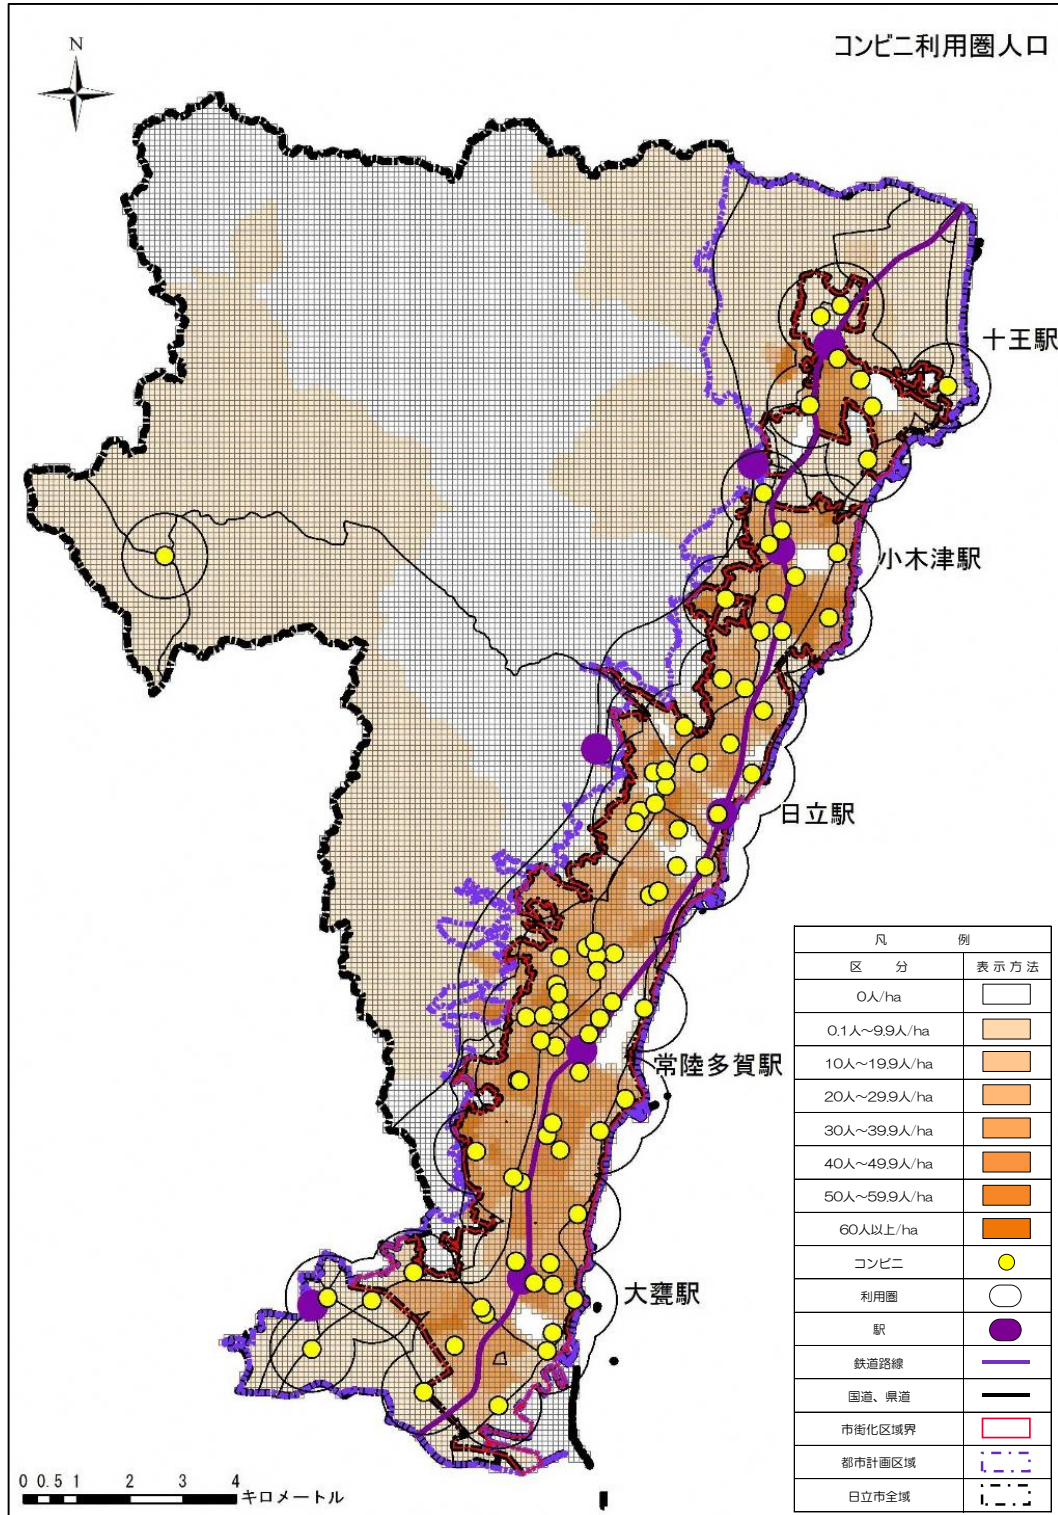 コンビニ利用圏人口
N
十王駅
小木津駅
日立駅
常陸多賀駅
大甕駅
凡 例
区 分 表示方法
0人/ha
0.1人～9.9人/ha
10人～19.9人/ha
20人～29.9人/ha
30人～39.9人/ha
40人～49.9人/ha
50人～59.9人/ha
60人以上/ha
コンビニ
利用圏
駅
鉄道路線
国道、県道
市街化区域界
都市計画区域
日立市全域
0 0.5 1 2 3 4
キロメートル